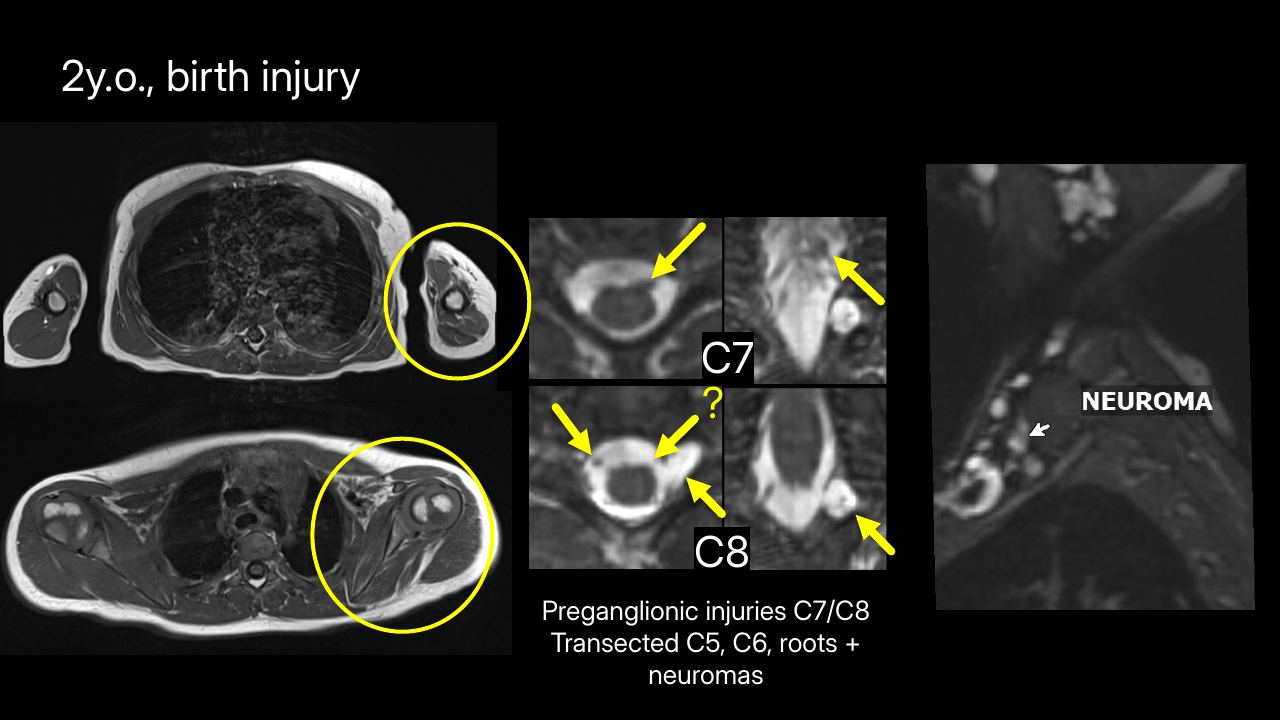 2y.o., birth injury
C7
?
C8
NEUROMA
Preganglionic injuries C7/C8
Transected C5, C6, roots +
neuromas